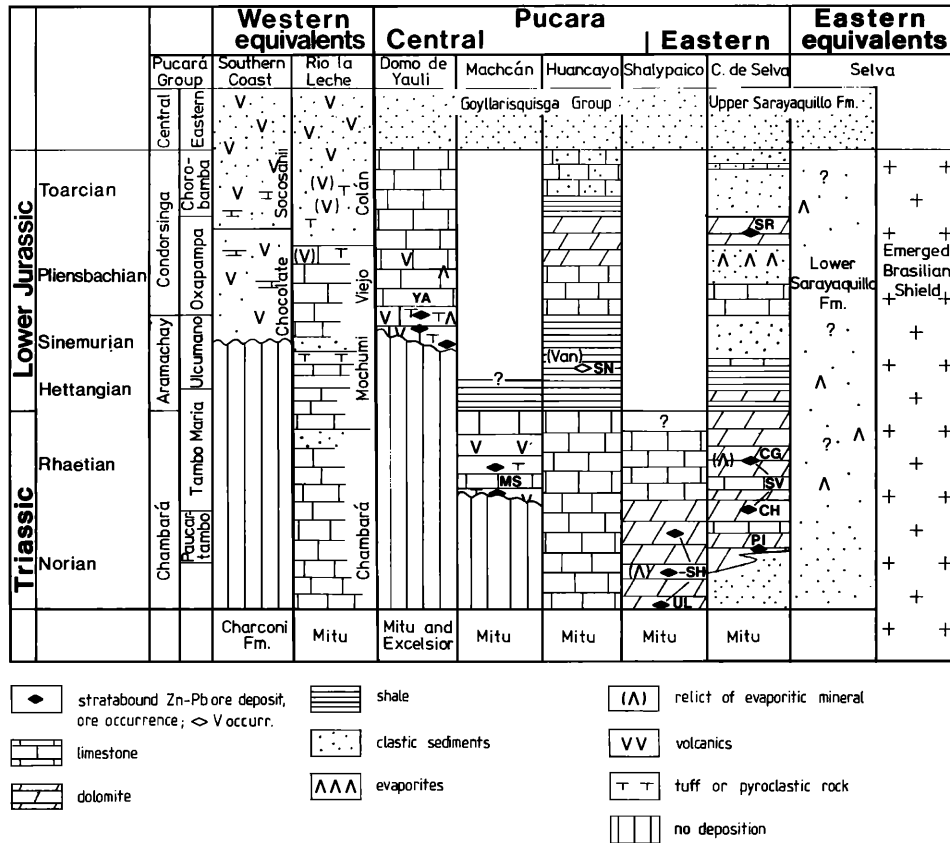 Western equivalents
Pucara
Central
Eastern
Eastern equivalents
Pucará Group
Southern Coast
Rio la Leche
Domo de Yauli
Machcán
Huancayo
Shalypaico
C. de Selva
Selva
Central
Eastern
Goyllarisquisga Group
Upper Sarayaquillo Fm.
Lower Jurassic
Triassic
Toarcian
Pliensbachian
Sinemurian
Hettangian
Rhaetian
Norian
Condorsinga
Aramachay
Chambará
Chorobamba
Oxapampa
Ulcumano
Tambo Maria
Paucartambo
Socosani
Chocolate
Colán
Viejo
Mochumi
Chambará
V
(V)
(V)
(V)
YA
(Van)
SN
?
MS
?
SR
CG
SV
CH
PI
SH
UL
(Λ)
(Λ)
?
Lower Sarayaquillo Fm.
?
Emerged Brasilian Shield
Charconi Fm.
Mitu
Mitu and Excelsior
Mitu
Mitu
Mitu
Mitu
stratabound Zn-Pb ore deposit,
ore occurrence; ◇ V occurr.
limestone
dolomite
shale
clastic sediments
ΛΛΛ evaporites
(Λ) relict of evaporitic mineral
VV volcanics
TT tuff or pyroclastic rock
no deposition